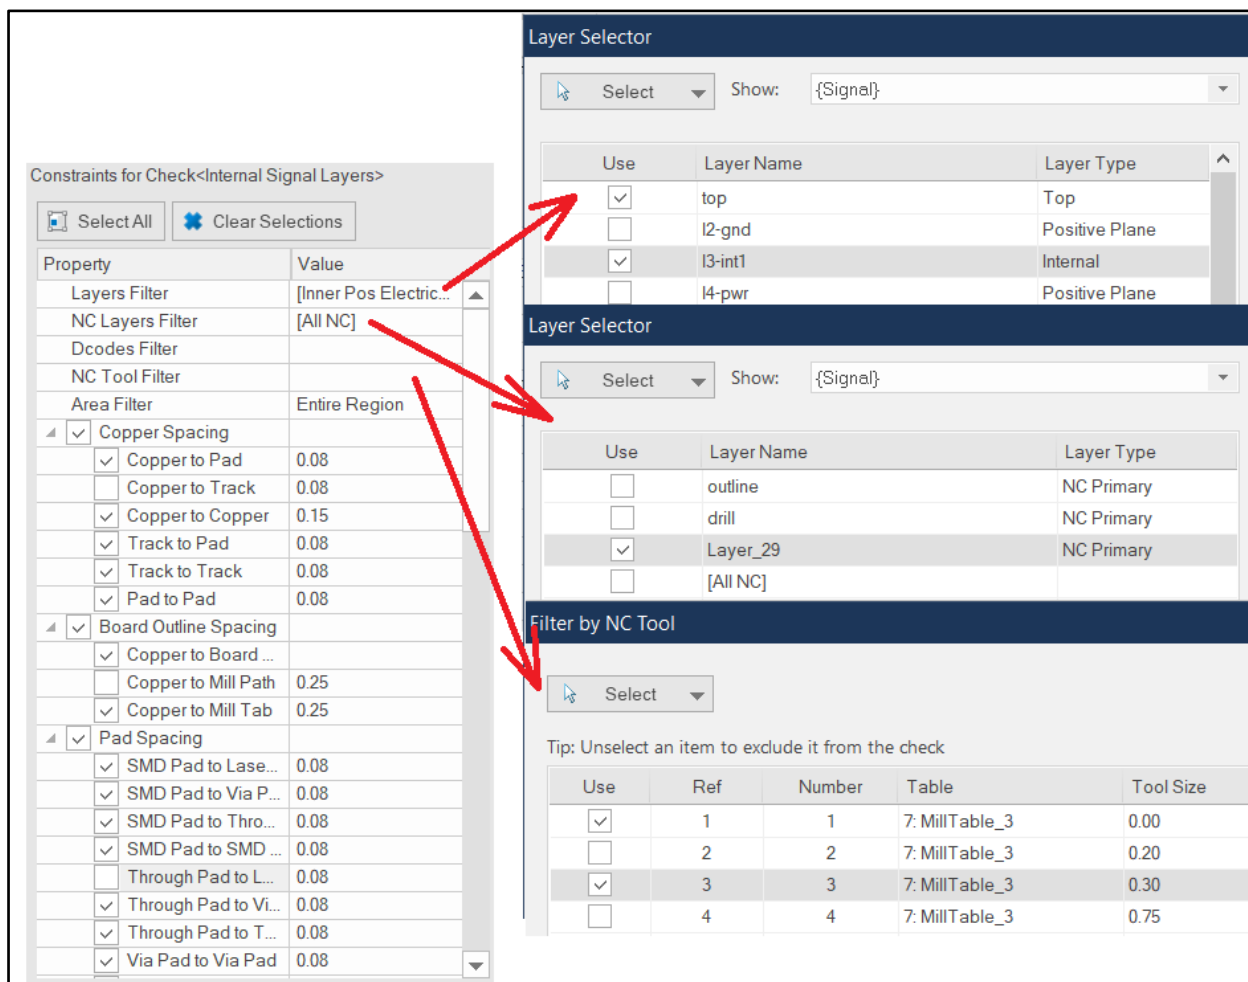 Constraints for Check<Internal Signal Layers>
Select All Clear Selections
Property Value
Layers Filter [Inner Pos Electric...
NC Layers Filter [All NC]
Dcodes Filter
NC Tool Filter
Area Filter Entire Region
Copper Spacing
Copper to Pad 0.08
Copper to Track 0.08
Copper to Copper 0.15
Track to Pad 0.08
Track to Track 0.08
Pad to Pad 0.08
Board Outline Spacing
Copper to Board ...
Copper to Mill Path 0.25
Copper to Mill Tab 0.25
Pad Spacing
SMD Pad to Lase... 0.08
SMD Pad to Via P... 0.08
SMD Pad to Thro... 0.08
SMD Pad to SMD ... 0.08
Through Pad to L... 0.08
Through Pad to Vi... 0.08
Through Pad to T... 0.08
Via Pad to Via Pad 0.08
Layer Selector
Select Show: {Signal}
Use Layer Name Layer Type
top Top
l2-gnd Positive Plane
l3-int1 Internal
l4-pwr Positive Plane
Layer Selector
Select Show: {Signal}
Use Layer Name Layer Type
outline NC Primary
drill NC Primary
Layer_29 NC Primary
[All NC]
Filter by NC Tool
Select
Tip: Unselect an item to exclude it from the check
Use Ref Number Table Tool Size
1 1 7: MillTable_3 0.00
2 2 7: MillTable_3 0.20
3 3 7: MillTable_3 0.30
4 4 7: MillTable_3 0.75